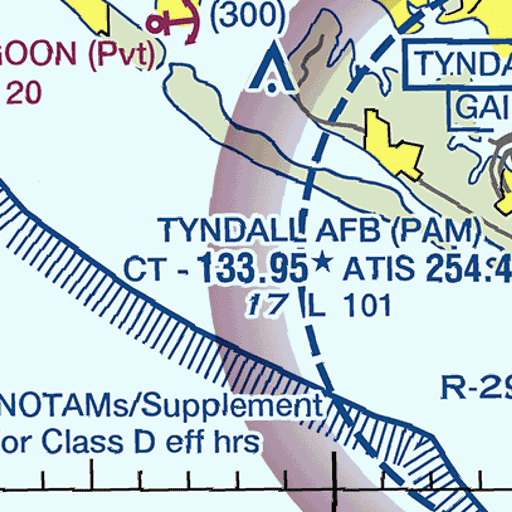 (300)
GOON (Pvt)
20
TYNDA
GAI
TYNDALL AFB (PAM)
CT - 133.95★ ATIS 254.4
17 L 101
R-29
NOTAMs/Supplement
or Class D eff hrs